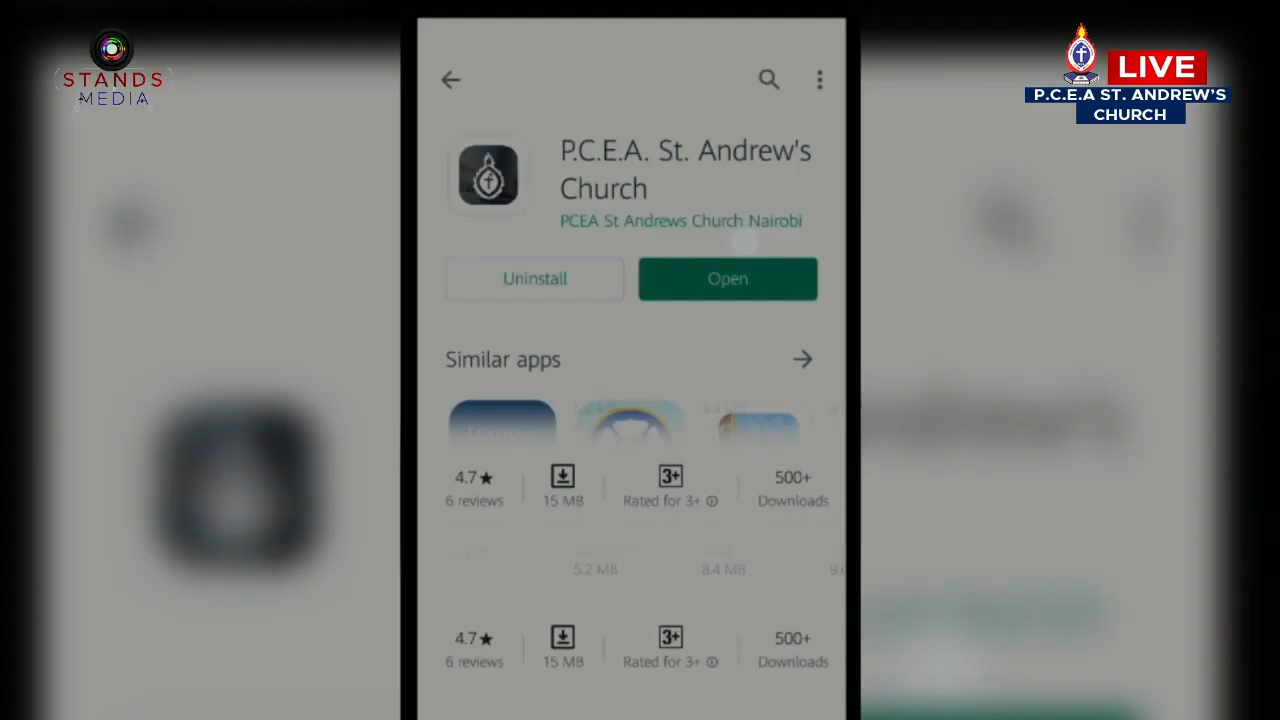 STANDS
MEDIA
LIVE
P.C.E.A ST. ANDREW'S
CHURCH
P.C.E.A. St. Andrew's
Church
PCEA St Andrews Church Nairobi
Uninstall
Open
Similar apps
4.7★
6 reviews
15 MB
3+
Rated for 3+
500+
Downloads
5.2 MB
8.4 MB
4.7★
6 reviews
15 MB
3+
Rated for 3+
500+
Downloads